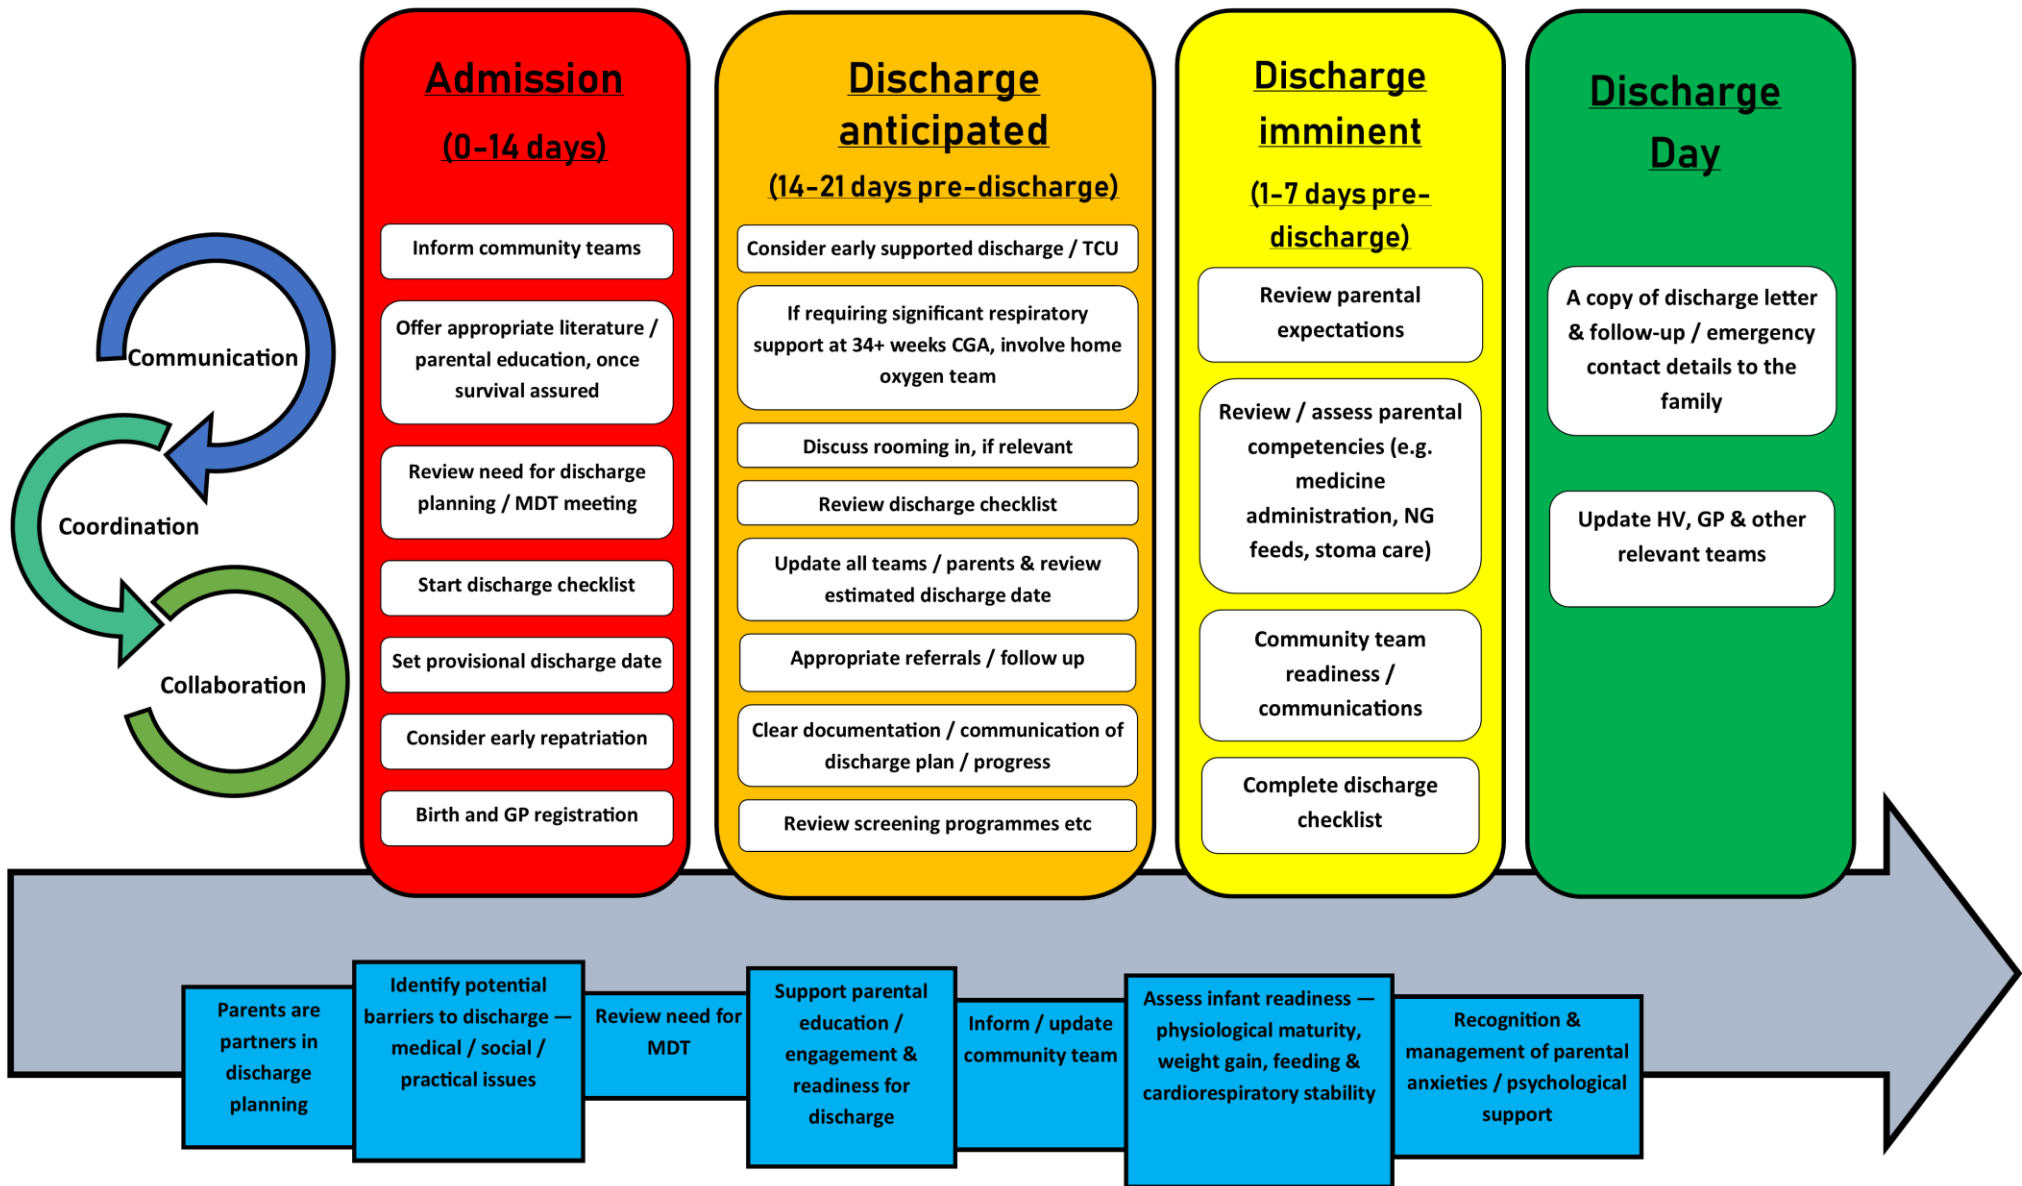 Communication
Coordination
Collaboration
Admission
(0-14 days)
Inform community teams
Offer appropriate literature /
parental education, once
survival assured
Review need for discharge
planning / MDT meeting
Start discharge checklist
Set provisional discharge date
Consider early repatriation
Birth and GP registration
Discharge
anticipated
(14-21 days pre-discharge)
Consider early supported discharge / TCU
If requiring significant respiratory
support at 34+ weeks CGA, involve home
oxygen team
Discuss rooming in, if relevant
Review discharge checklist
Update all teams / parents & review
estimated discharge date
Appropriate referrals / follow up
Clear documentation / communication of
discharge plan / progress
Review screening programmes etc
Discharge
imminent
(1-7 days pre-
discharge)
Review parental
expectations
Review / assess parental
competencies (e.g.
medicine
administration, NG
feeds, stoma care)
Community team
readiness /
communications
Complete discharge
checklist
Discharge
Day
A copy of discharge letter
& follow-up / emergency
contact details to the
family
Update HV, GP & other
relevant teams
Parents are
partners in
discharge
planning
Identify potential
barriers to discharge —
medical / social /
practical issues
Review need for
MDT
Support parental
education /
engagement &
readiness for
discharge
Inform / update
community team
Assess infant readiness —
physiological maturity,
weight gain, feeding &
cardiorespiratory stability
Recognition &
management of parental
anxieties / psychological
support